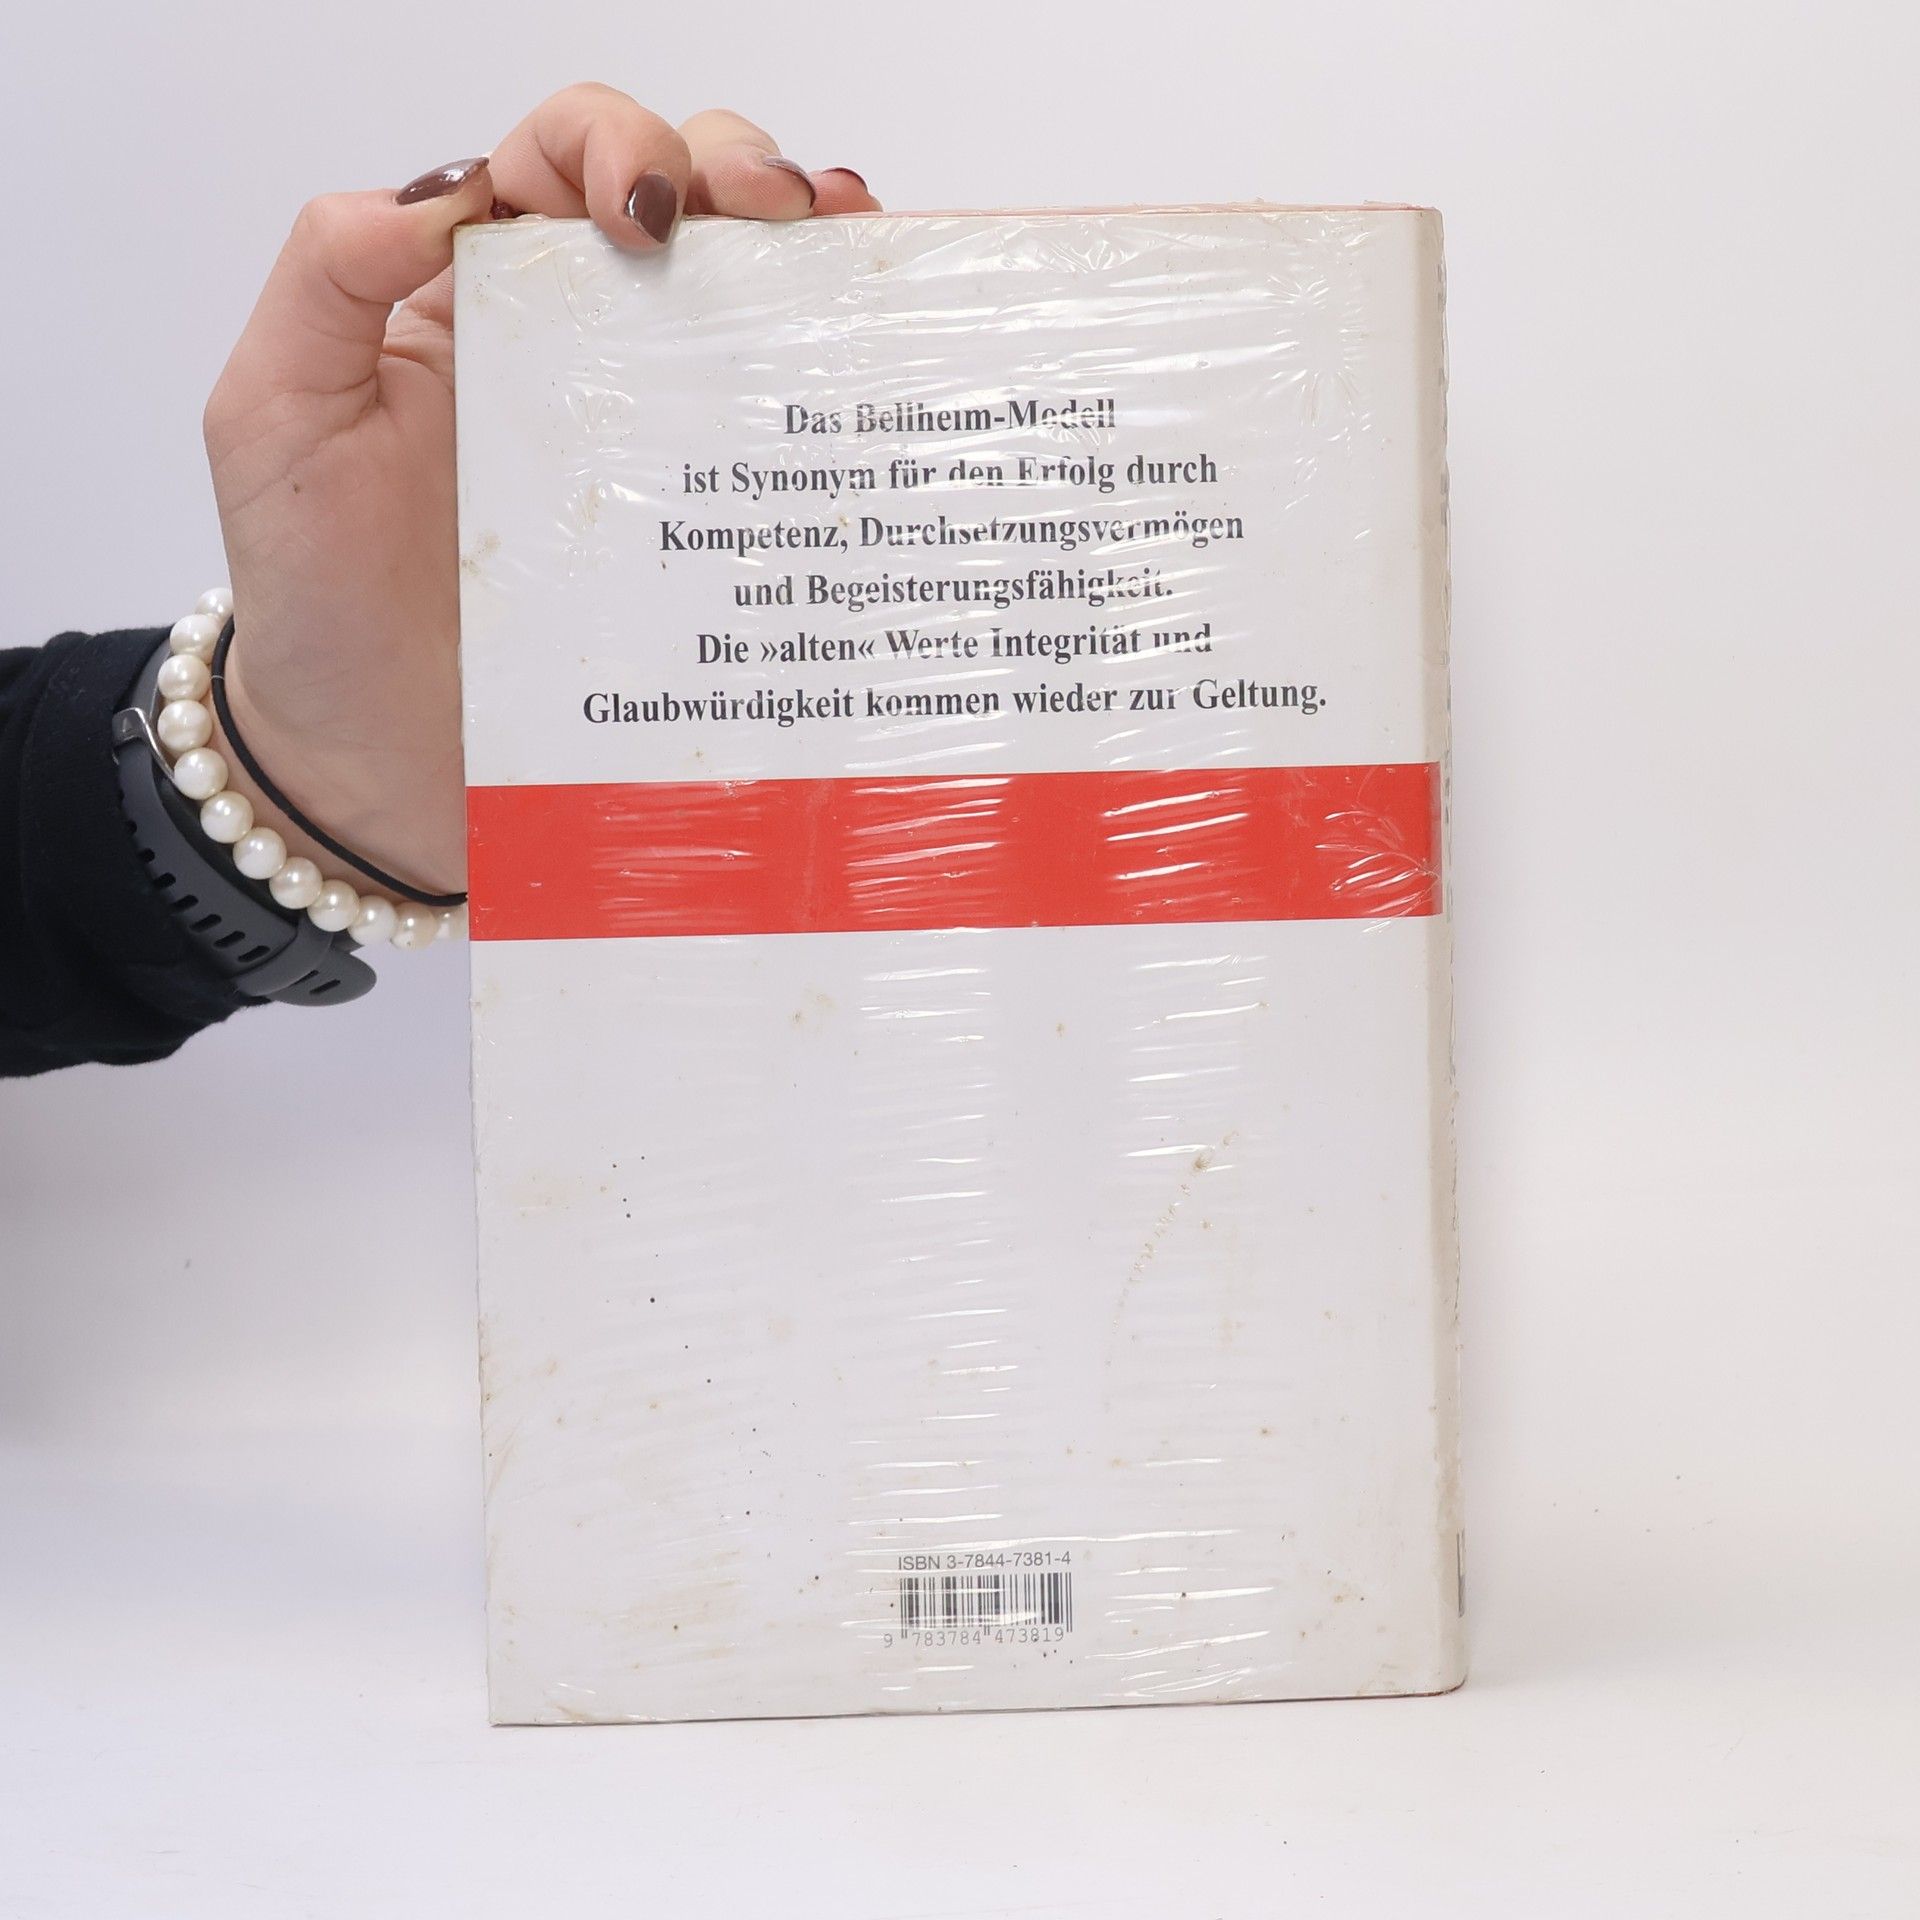 Das Bellheim-Modell
ist Synonym für den Erfolg durch
Kompetenz, Durchsetzungsvermögen
und Begeisterungsfähigkeit.
Die »alten« Werte Integrität und
Glaubwürdigkeit kommen wieder zur Geltung.
ISBN 3-7844-7381-4
9 783784 473819